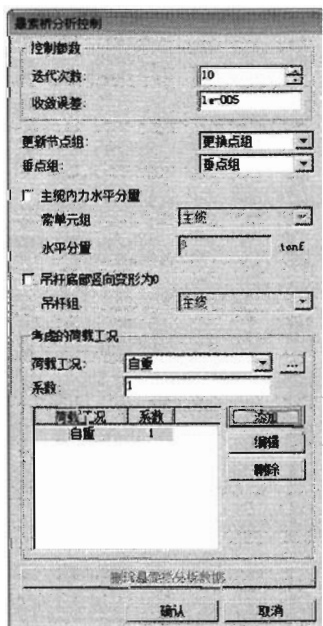 悬索桥分析控制
控制参数
迭代次数: 10
收敛误差: 1e-005
更新节点组: 更换点组
垂点组: 垂点组
主缆内力水平分量
索单元组 主缆
水平分量 tonf
吊杆底部竖向变形为0
吊杆组: 主缆
考虑的荷载工况
荷载工况: 自重 ...
系数: 1
荷载工况 系数 添加
自重 1 编辑
删除
删除悬索桥分析数据
确认 取消